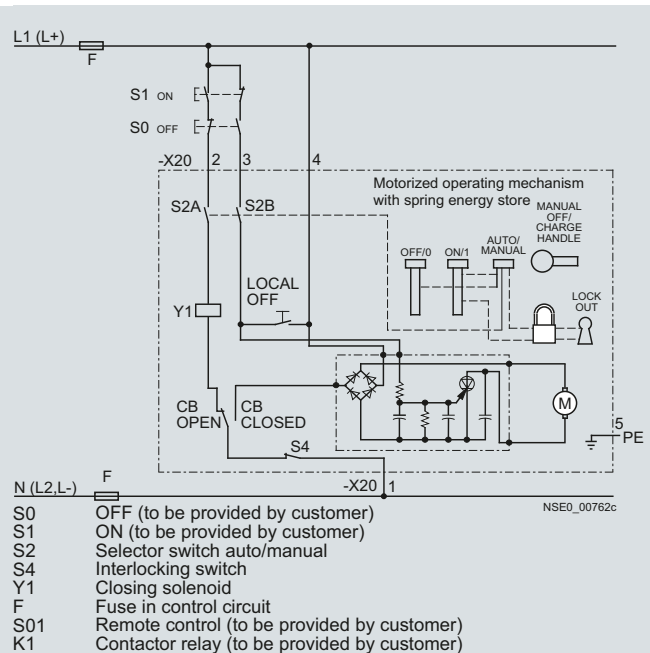 L1 (L+)
F
S1 ON
S0 OFF
-X20 2 3 4
Motorized operating mechanism
with spring energy store
S2A S2B
MANUAL
OFF/
CHARGE
HANDLE
OFF/0 ON/1 AUTO/
MANUAL
LOCAL
OFF
LOCK
OUT
Y1
CB
OPEN
CB
CLOSED
M
S4
5
PE
N (L2,L-) F -X20 1
NSE0_00762c
S0 OFF (to be provided by customer)
S1 ON (to be provided by customer)
S2 Selector switch auto/manual
S4 Interlocking switch
Y1 Closing solenoid
F Fuse in control circuit
S01 Remote control (to be provided by customer)
K1 Contactor relay (to be provided by customer)